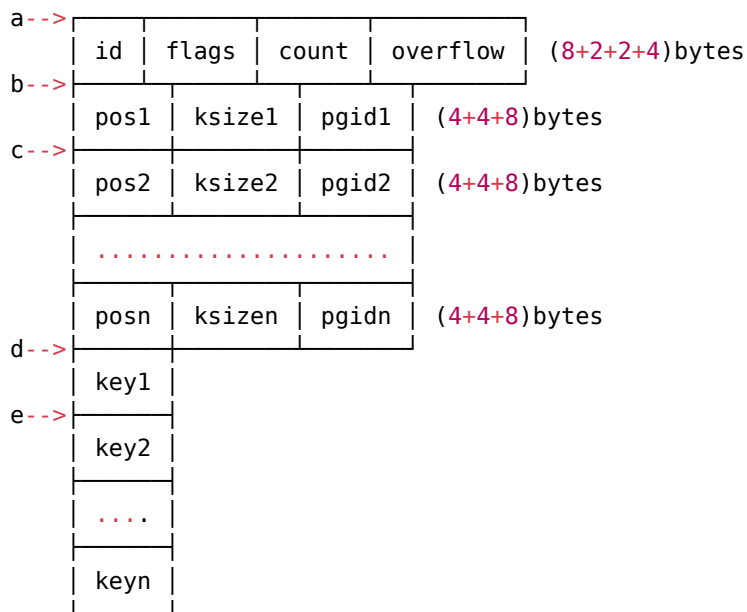 a-->
id flags count overflow (8+2+2+4)bytes
b-->
pos1 ksize1 pgid1 (4+4+8)bytes
c-->
pos2 ksize2 pgid2 (4+4+8)bytes
.....................
posn ksizen pgidn (4+4+8)bytes
d-->
key1
e-->
key2
....
keyn